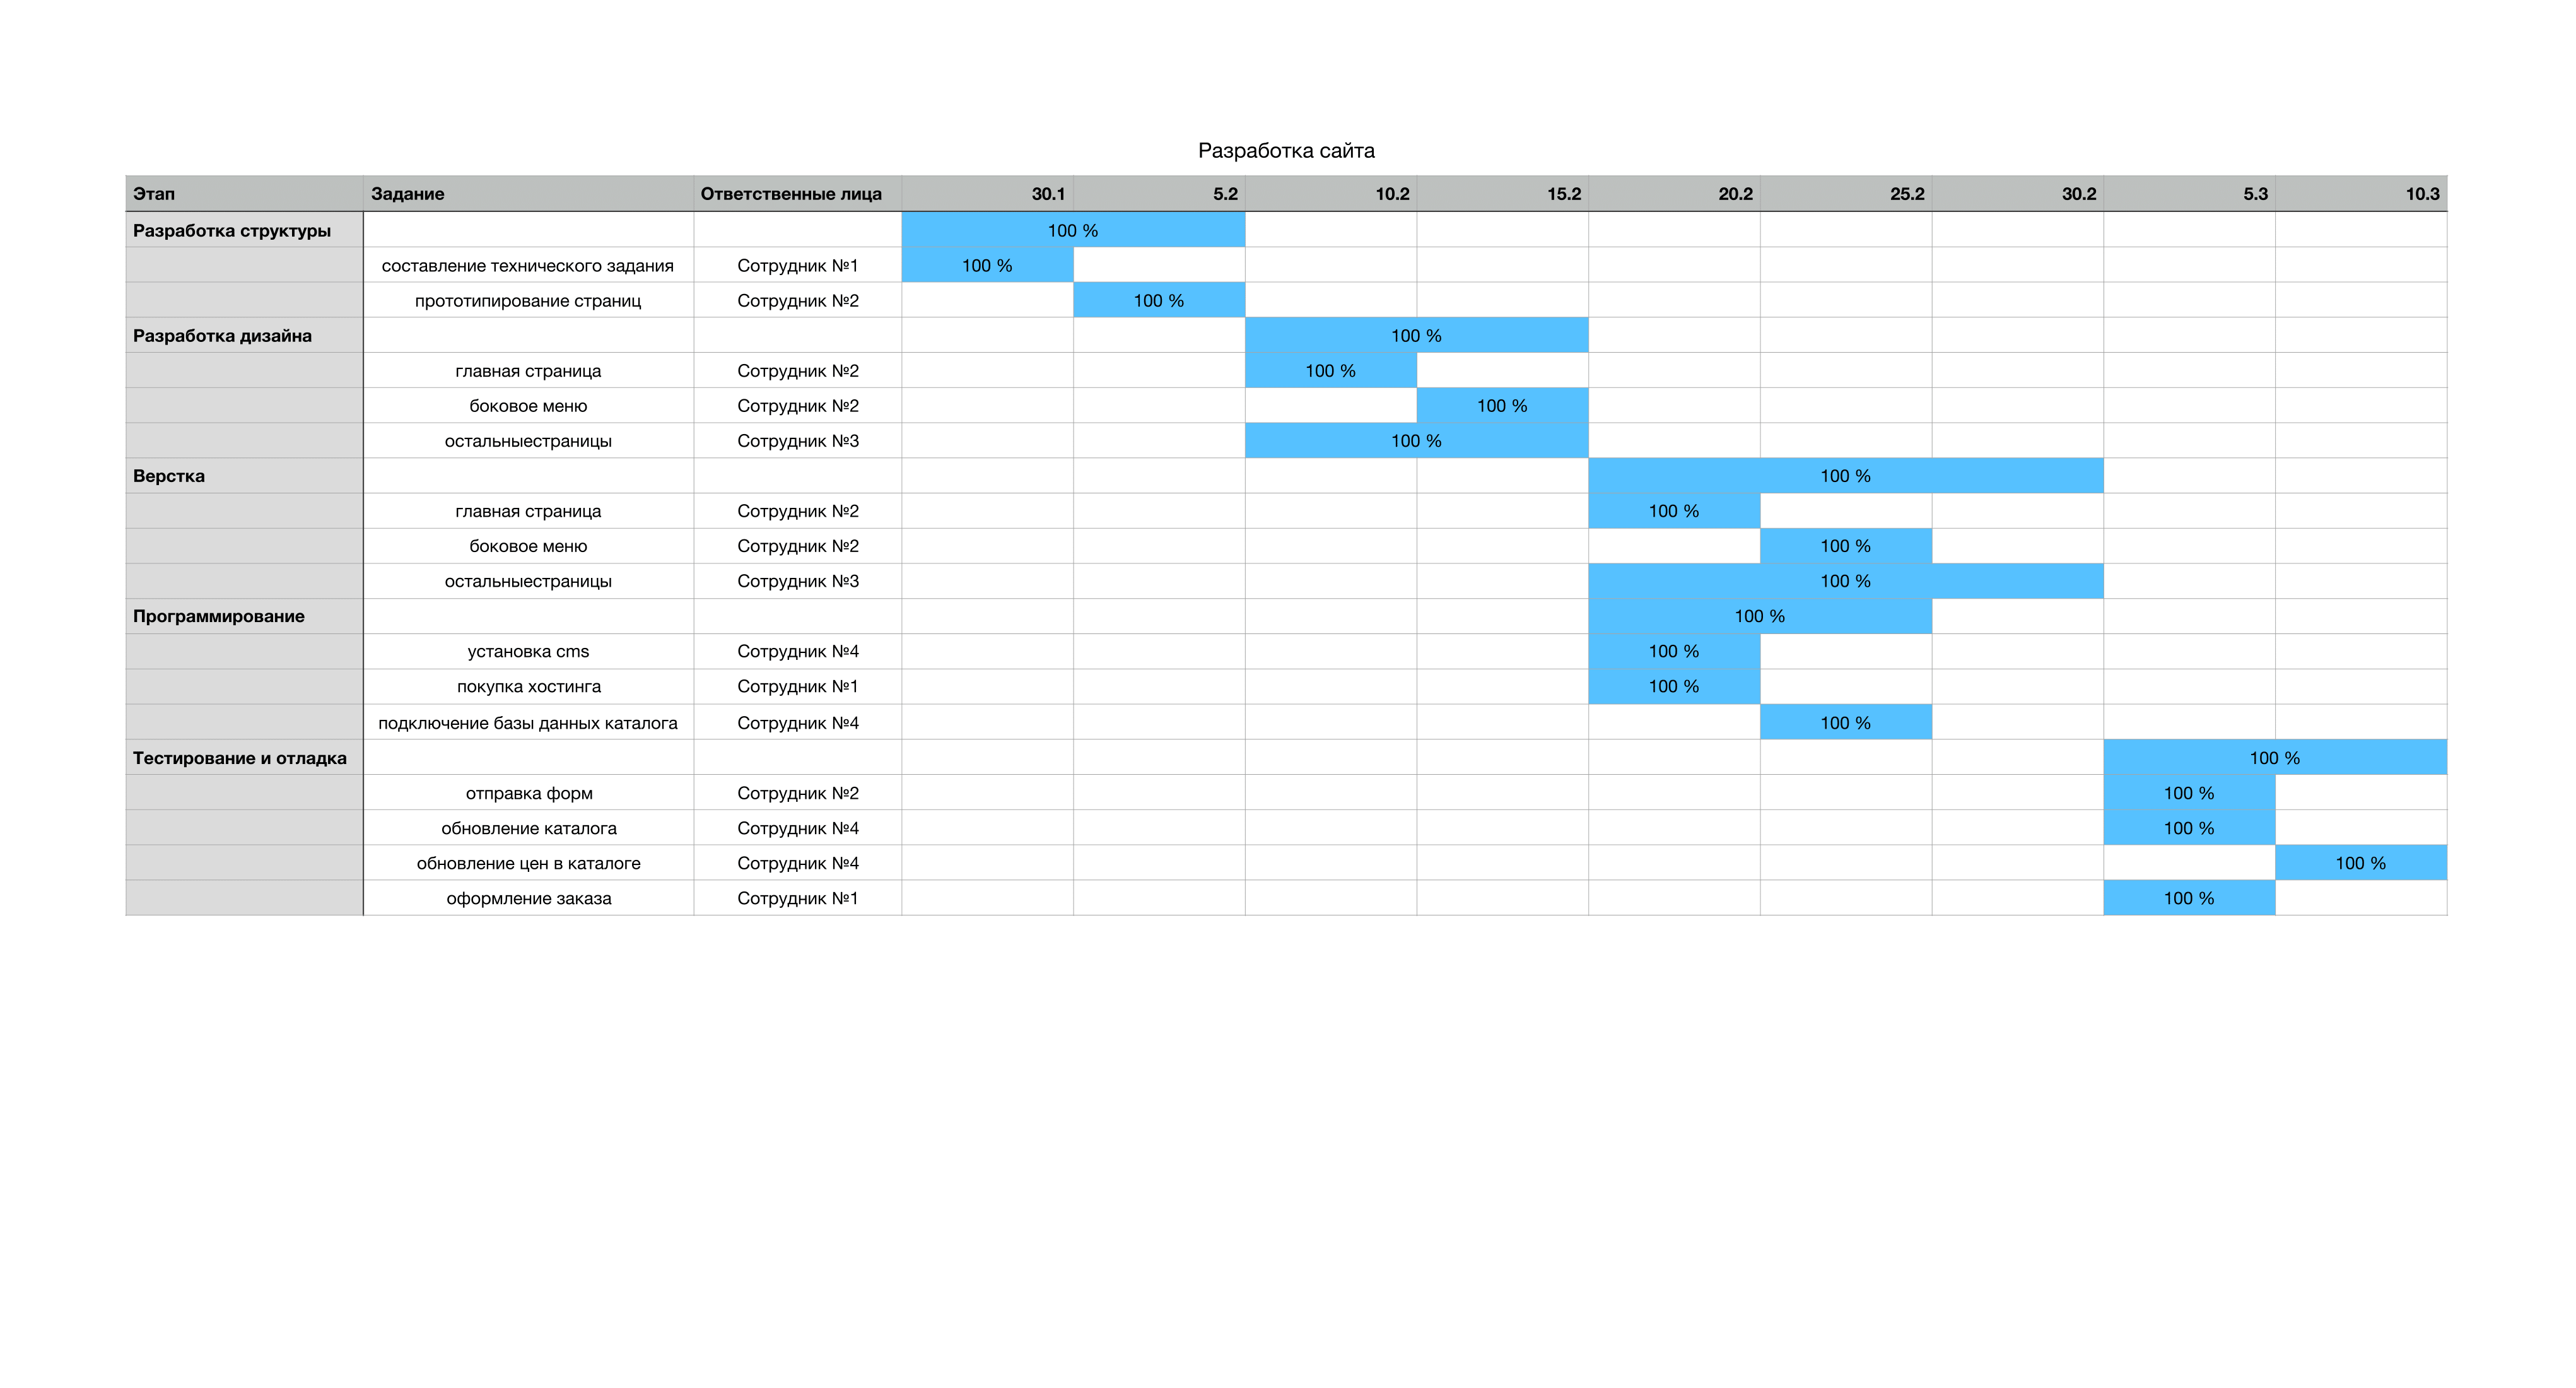 Разработка сайта
Этап Задание Ответственные лица 30.1 5.2 10.2 15.2 20.2 25.2 30.2 5.3 10.3
Разработка структуры 100 %
составление технического задания Сотрудник №1 100 %
прототипирование страниц Сотрудник №2 100 %
Разработка дизайна 100 %
главная страница Сотрудник №2 100 %
боковое меню Сотрудник №2 100 %
остальныестраницы Сотрудник №3 100 %
Верстка 100 %
главная страница Сотрудник №2 100 %
боковое меню Сотрудник №2 100 %
остальныестраницы Сотрудник №3 100 %
Программирование 100 %
установка cms Сотрудник №4 100 %
покупка хостинга Сотрудник №1 100 %
подключение базы данных каталога Сотрудник №4 100 %
Тестирование и отладка 100 %
отправка форм Сотрудник №2 100 %
обновление каталога Сотрудник №4 100 %
обновление цен в каталоге Сотрудник №4 100 %
оформление заказа Сотрудник №1 100 %